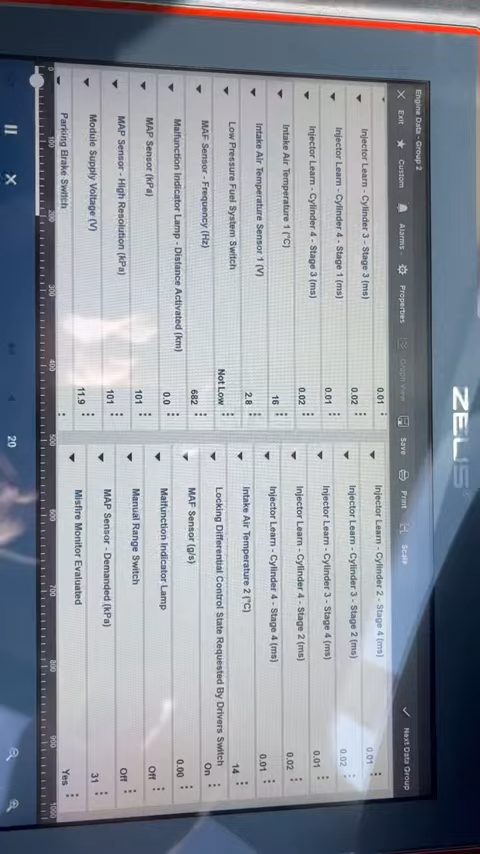 ZEUS
Engine Data - Group 2
Exit
Custom
Alarms
Properties
Graph View
Save
Print
Scale
Next Data Group
0.01
Injector Learn - Cylinder 2 - Stage 4 (ms)
0.01
Injector Learn - Cylinder 3 - Stage 3 (ms)
0.02
Injector Learn - Cylinder 3 - Stage 2 (ms)
0.02
Injector Learn - Cylinder 4 - Stage 1 (ms)
0.01
Injector Learn - Cylinder 3 - Stage 4 (ms)
0.01
Injector Learn - Cylinder 4 - Stage 3 (ms)
0.02
Injector Learn - Cylinder 4 - Stage 2 (ms)
0.02
Intake Air Temperature 1 (°C)
16
Injector Learn - Cylinder 4 - Stage 4 (ms)
0.01
Intake Air Temperature Sensor 1 (V)
2.8
Intake Air Temperature 2 (°C)
14
Low Pressure Fuel System Switch
Not Low
Locking Differential Control State Requested By Drivers Switch
On
MAF Sensor - Frequency (Hz)
682
MAF Sensor (g/s)
0.00
Malfunction Indicator Lamp - Distance Activated (km)
0.0
Malfunction Indicator Lamp
Off
MAP Sensor (kPa)
101
Manual Range Switch
Off
MAP Sensor - High Resolution (kPa)
101
MAP Sensor - Demanded (kPa)
31
Module Supply Voltage (V)
11.9
Misfire Monitor Evaluated
Yes
Parking Brake Switch
0 100 200 300 400 500 600 700 800 900 1000
20